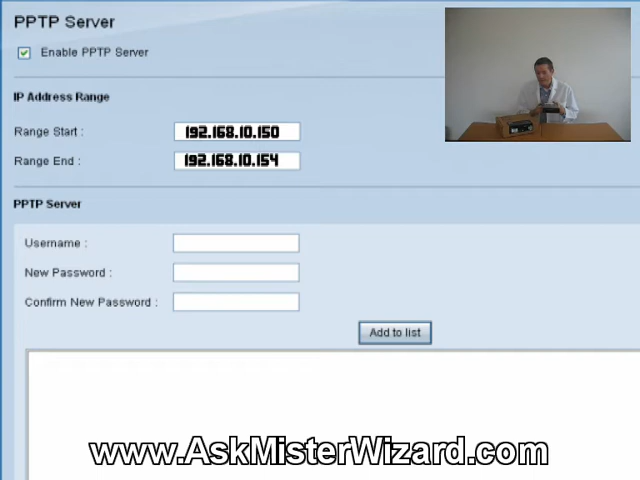 PPTP Server
Enable PPTP Server
IP Address Range
Range Start : 192.168.10.150
Range End : 192.168.10.154
PPTP Server
Username :
New Password :
Confirm New Password :
Add to list
www.AskMisterWizard.com